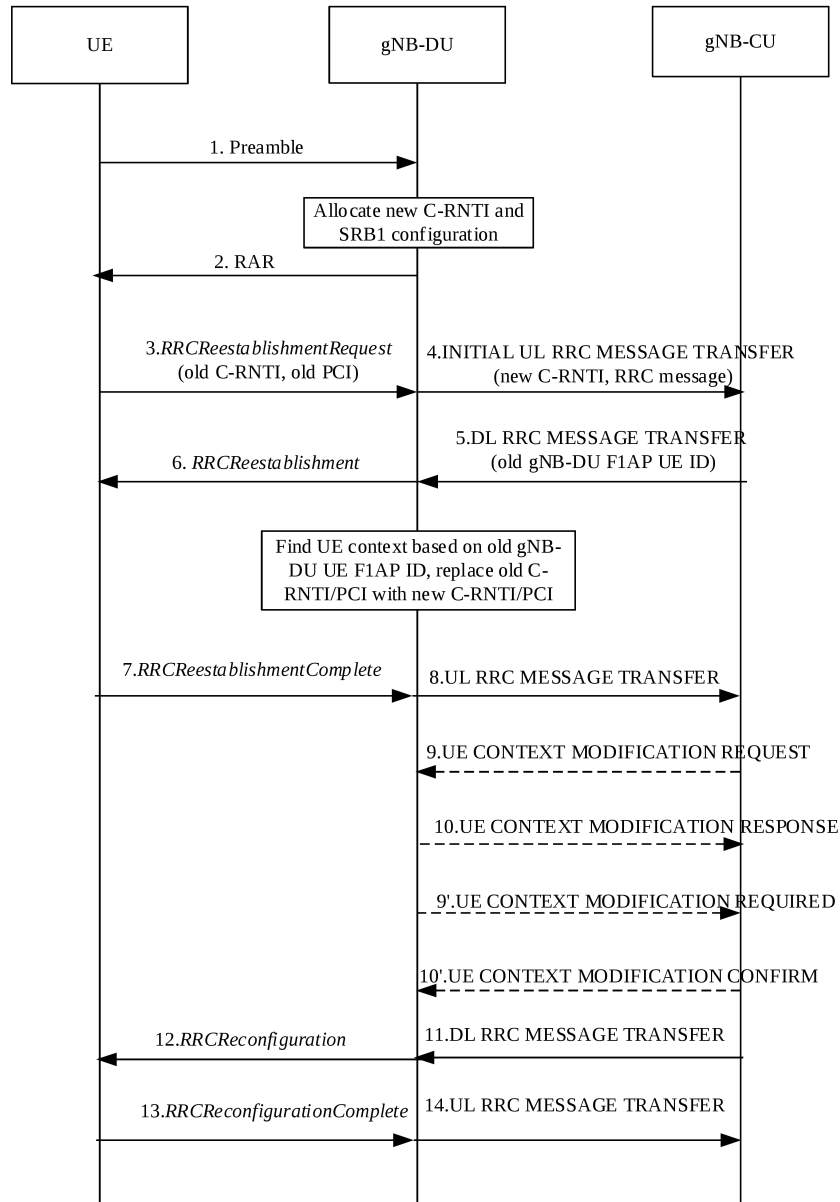 UE
gNB-DU
gNB-CU
1. Preamble
Allocate new C-RNTI and
SRB1 configuration
2. RAR
3.RRCReestablishmentRequest
(old C-RNTI, old PCI)
4.INITIAL UL RRC MESSAGE TRANSFER
(new C-RNTI, RRC message)
5.DL RRC MESSAGE TRANSFER
(old gNB-DU F1AP UE ID)
6. RRCReestablishment
Find UE context based on old gNB-
DU UE F1AP ID, replace old C-
RNTI/PCI with new C-RNTI/PCI
7.RRCReestablishmentComplete
8.UL RRC MESSAGE TRANSFER
9.UE CONTEXT MODIFICATION REQUEST
10.UE CONTEXT MODIFICATION RESPONSE
9'.UE CONTEXT MODIFICATION REQUIRED
10'.UE CONTEXT MODIFICATION CONFIRM
12.RRCReconfiguration
11.DL RRC MESSAGE TRANSFER
13.RRCReconfigurationComplete
14.UL RRC MESSAGE TRANSFER